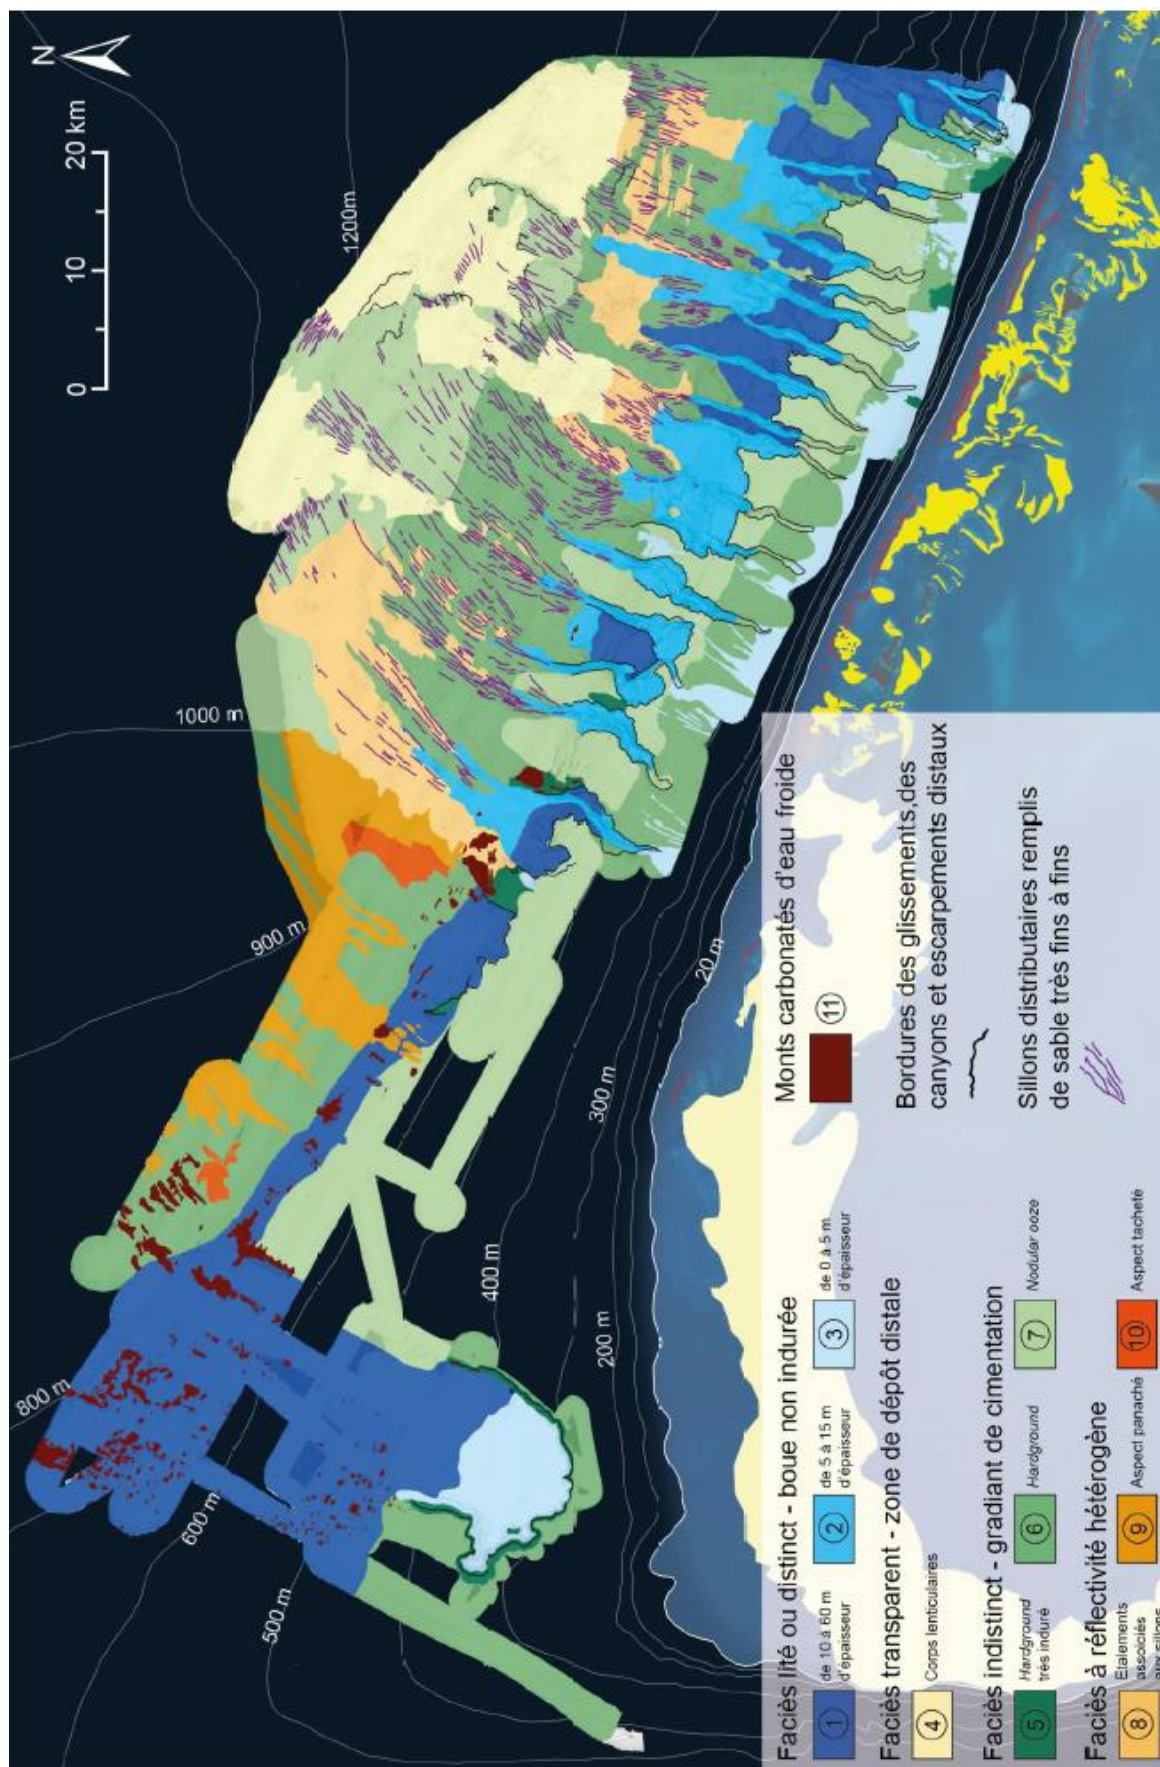 N
0 10 20 km
1200m
1000 m
900 m
800 m
600 m
500 m
400 m
300 m
200 m
20 m
Faciès lité ou distinct - boue non indurée
1
de 10 à 60 m
d'épaisseur
2
de 5 à 15 m
d'épaisseur
3
de 0 à 5 m
d'épaisseur
Faciès transparent - zone de dépôt distale
4
Corps lenticulaires
Faciès indistinct - gradiant de cimentation
5
Hardground
très induré
6
Hardground
7
Nodular ooze
Faciès à réflectivité hétérogène
8
Etalements
assoiciés
aux sillons
9
Aspect panaché
10
Aspect tacheté
Monts carbonatés d'eau froide
11
Bordures des glissements,des
canyons et escarpements distaux
Sillons distributaires remplis
de sable très fins à fins